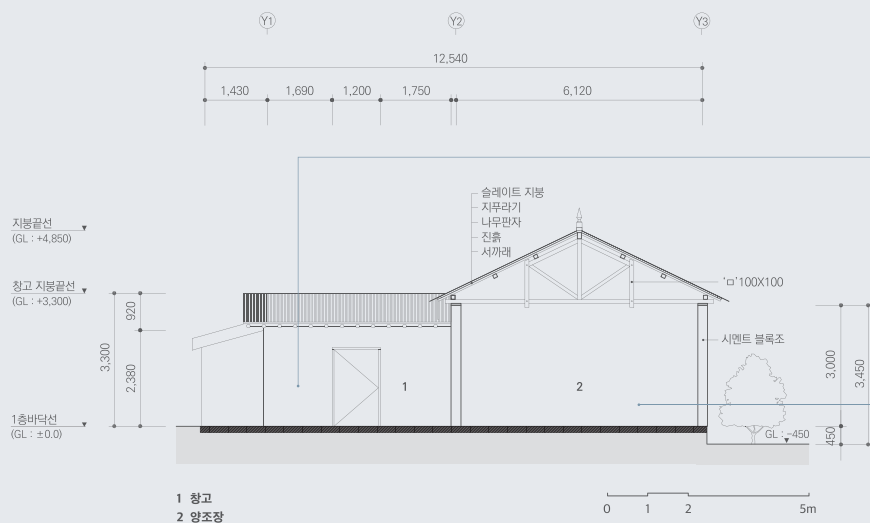 Y1
Y2
Y3
12,540
1,430
1,690
1,200
1,750
6,120
슬레이트 지붕
지푸라기
나무판자
진흙
서까래
지붕끝선
(GL : +4,850)
창고 지붕끝선
(GL : +3,300)
'ㅁ'100X100
920
3,300
2,380
시멘트 블록조
3,000
3,450
1
2
1층바닥선
(GL : ±0.0)
GL : -450
450
1 창고
2 양조장
0 1 2 5m